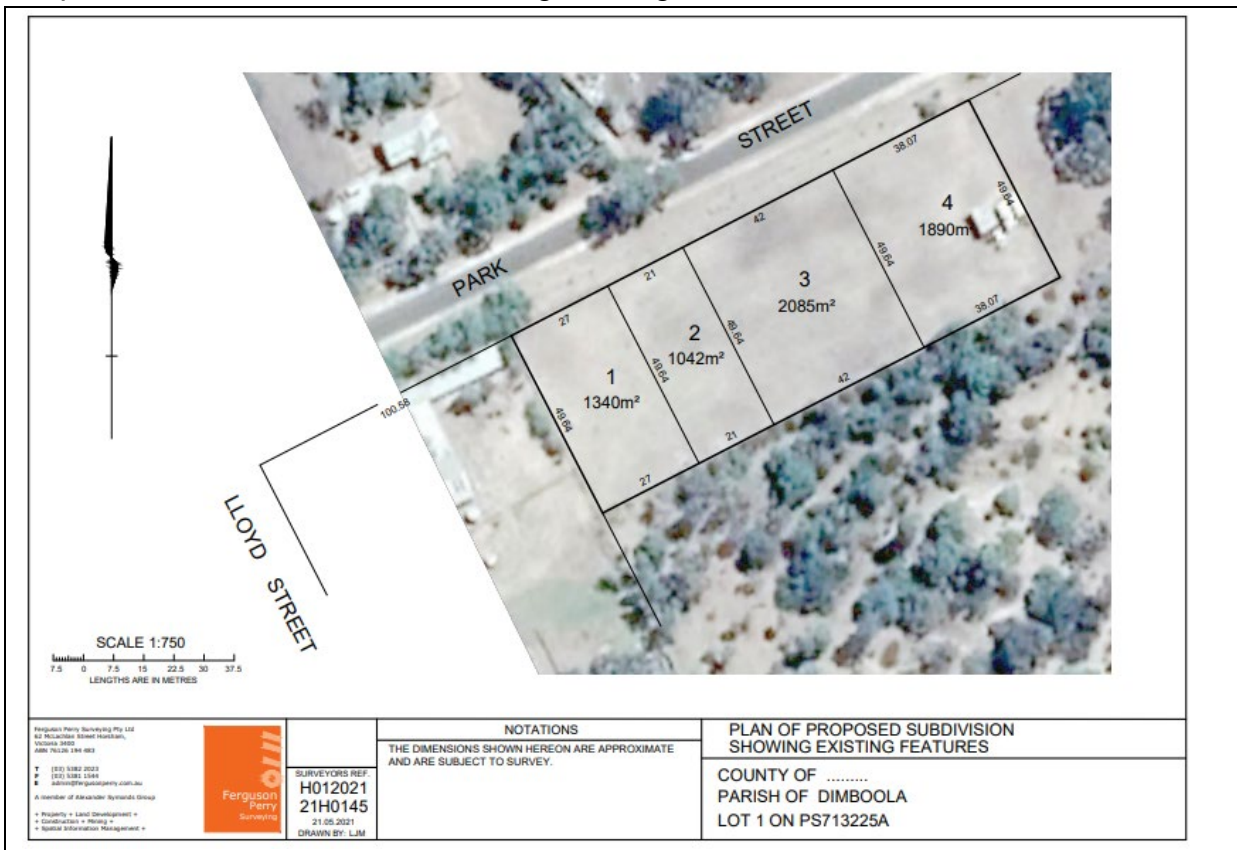 STREET
PARK
38.07
49.64
4
1890m²
42
49.64
38.07
21
3
2085m²
49.64
42
27
2
1042m²
49.64
21
1
1340m²
49.64
27
100.58
LLOYD STREET
SCALE 1:750
7.5 0 7.5 15 22.5 30 37.5
LENGTHS ARE IN METRES
Ferguson Perry Surveying Pty Ltd
62 McLachlan Street Horsham,
Victoria 3400
ABN 76126 194 483
T (03) 5382 2023
F (03) 5381 1544
E admin@fergusonperry.com.au
A member of Alexander Symonds Group
+ Property + Land Development +
+ Construction + Mining +
+ Spatial Information Management +
Ferguson
Perry
Surveying
SURVEYORS REF.
H012021
21H0145
21.05.2021
DRAWN BY: LJM
NOTATIONS
THE DIMENSIONS SHOWN HEREON ARE APPROXIMATE
AND ARE SUBJECT TO SURVEY.
PLAN OF PROPOSED SUBDIVISION
SHOWING EXISTING FEATURES
COUNTY OF .........
PARISH OF DIMBOOLA
LOT 1 ON PS713225A